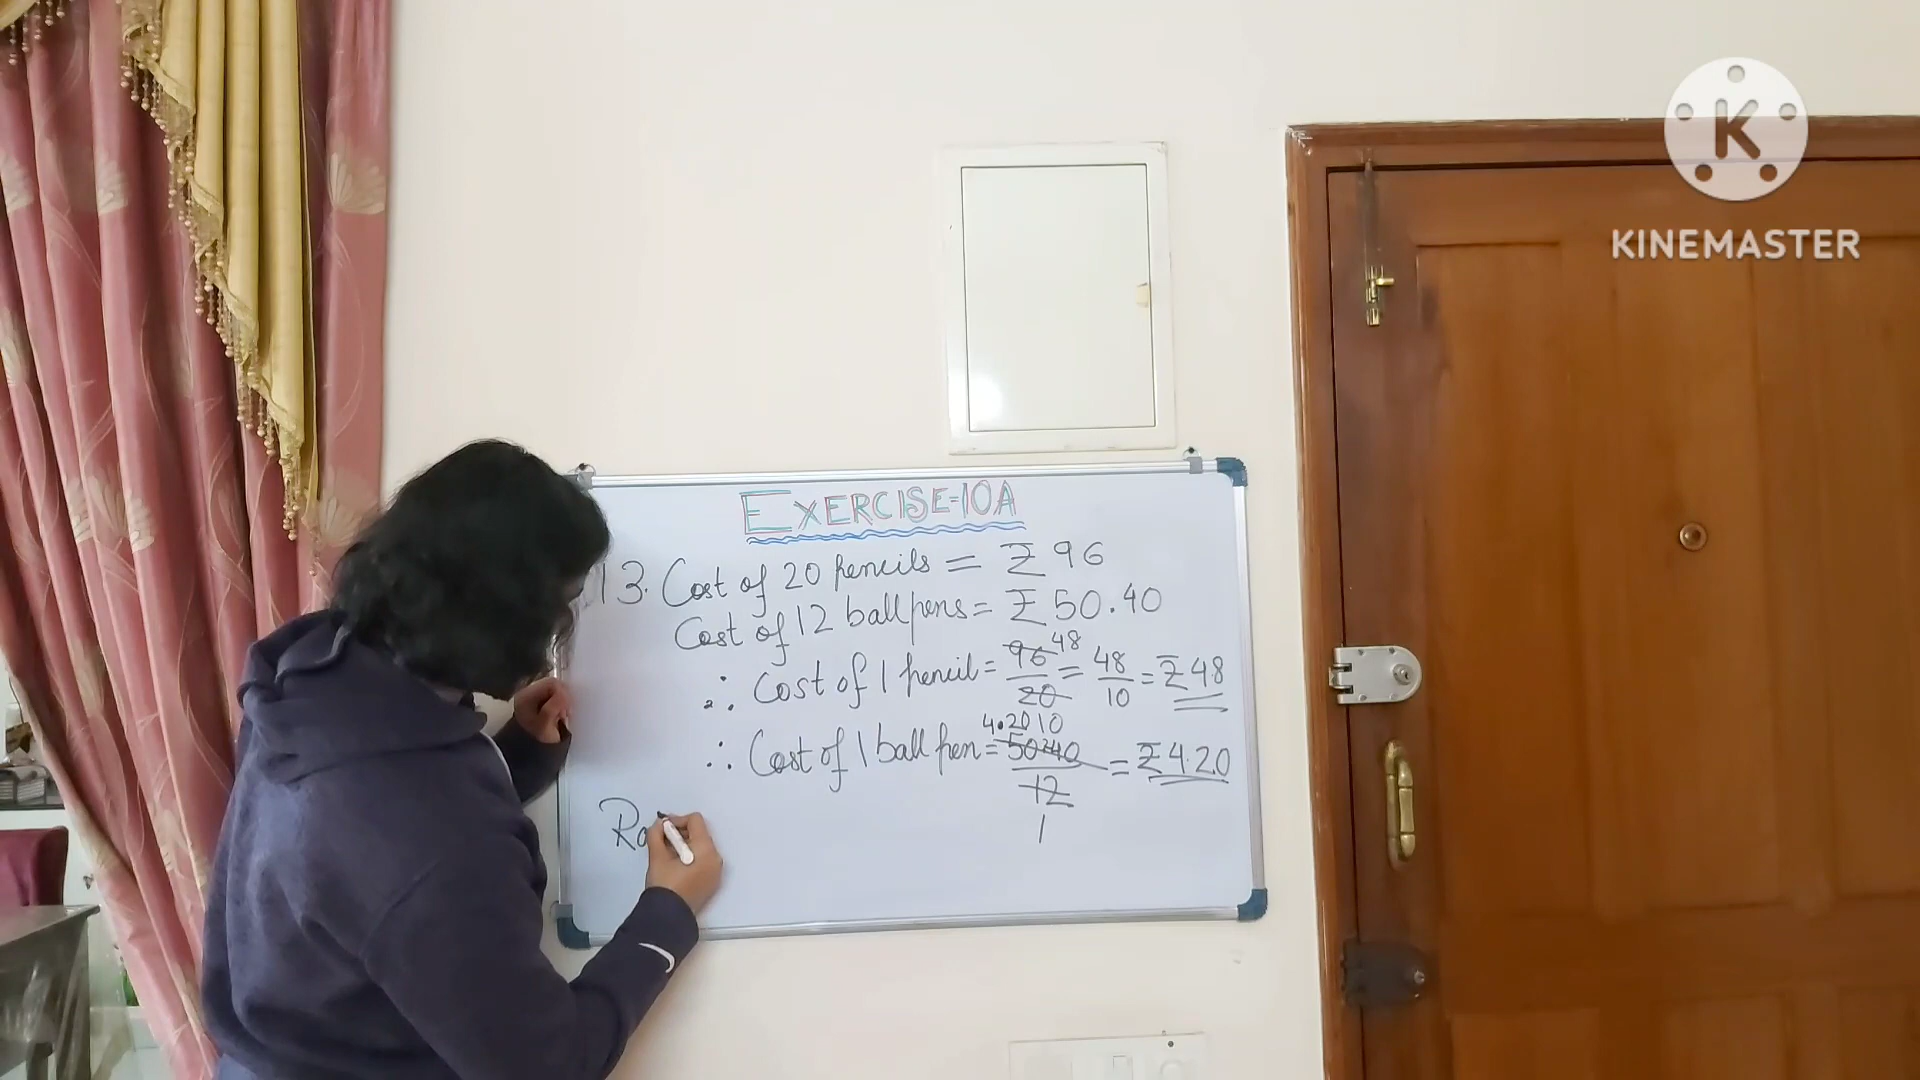 K
KINEMASTER
EXERCISE=10A
13. Cost of 20 pencils = ₹ 96
Cost of 12 ball pens = ₹ 50.40
∴ Cost of 1 pencil = 96/20 48 = 48/10 = ₹ 48
∴ Cost of 1 ball pen = 4.20 10 50.40/12 1 = ₹ 4.20
Ra